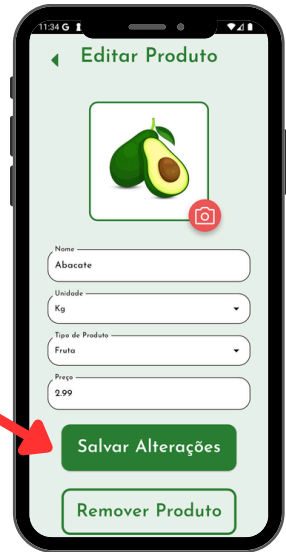 11:34 G
Editar Produto
Nome
Abacate
Unidade
Kg
Tipo de Produto
Fruta
Preço
2.99
Salvar Alterações
Remover Produto